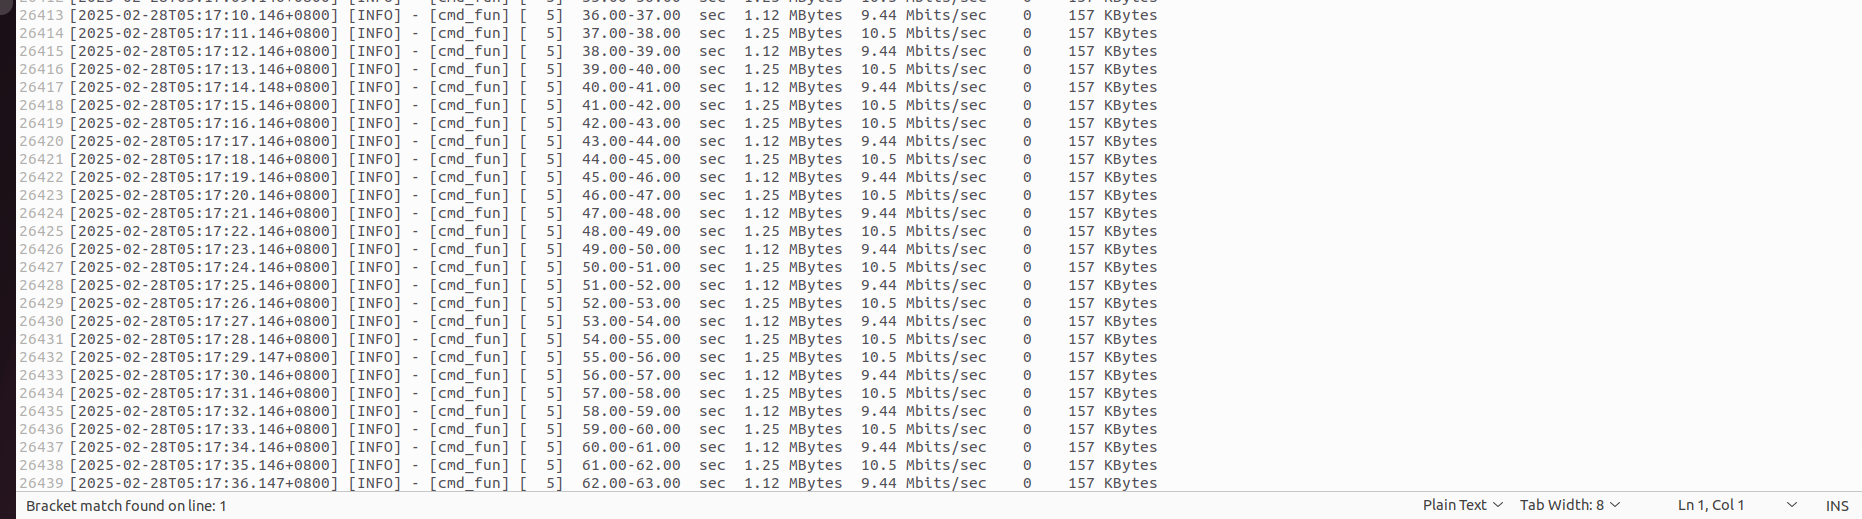 26413 [2025-02-28T05:17:10.146+0800] [INFO] - [cmd_fun] [  5]  36.00-37.00  sec  1.12 MBytes  9.44 Mbits/sec    0    157 KBytes
26414 [2025-02-28T05:17:11.146+0800] [INFO] - [cmd_fun] [  5]  37.00-38.00  sec  1.25 MBytes  10.5 Mbits/sec    0    157 KBytes
26415 [2025-02-28T05:17:12.146+0800] [INFO] - [cmd_fun] [  5]  38.00-39.00  sec  1.12 MBytes  9.44 Mbits/sec    0    157 KBytes
26416 [2025-02-28T05:17:13.146+0800] [INFO] - [cmd_fun] [  5]  39.00-40.00  sec  1.25 MBytes  10.5 Mbits/sec    0    157 KBytes
26417 [2025-02-28T05:17:14.148+0800] [INFO] - [cmd_fun] [  5]  40.00-41.00  sec  1.12 MBytes  9.44 Mbits/sec    0    157 KBytes
26418 [2025-02-28T05:17:15.146+0800] [INFO] - [cmd_fun] [  5]  41.00-42.00  sec  1.25 MBytes  10.5 Mbits/sec    0    157 KBytes
26419 [2025-02-28T05:17:16.146+0800] [INFO] - [cmd_fun] [  5]  42.00-43.00  sec  1.25 MBytes  10.5 Mbits/sec    0    157 KBytes
26420 [2025-02-28T05:17:17.146+0800] [INFO] - [cmd_fun] [  5]  43.00-44.00  sec  1.12 MBytes  9.44 Mbits/sec    0    157 KBytes
26421 [2025-02-28T05:17:18.146+0800] [INFO] - [cmd_fun] [  5]  44.00-45.00  sec  1.25 MBytes  10.5 Mbits/sec    0    157 KBytes
26422 [2025-02-28T05:17:19.146+0800] [INFO] - [cmd_fun] [  5]  45.00-46.00  sec  1.12 MBytes  9.44 Mbits/sec    0    157 KBytes
26423 [2025-02-28T05:17:20.146+0800] [INFO] - [cmd_fun] [  5]  46.00-47.00  sec  1.25 MBytes  10.5 Mbits/sec    0    157 KBytes
26424 [2025-02-28T05:17:21.146+0800] [INFO] - [cmd_fun] [  5]  47.00-48.00  sec  1.12 MBytes  9.44 Mbits/sec    0    157 KBytes
26425 [2025-02-28T05:17:22.146+0800] [INFO] - [cmd_fun] [  5]  48.00-49.00  sec  1.25 MBytes  10.5 Mbits/sec    0    157 KBytes
26426 [2025-02-28T05:17:23.146+0800] [INFO] - [cmd_fun] [  5]  49.00-50.00  sec  1.12 MBytes  9.44 Mbits/sec    0    157 KBytes
26427 [2025-02-28T05:17:24.146+0800] [INFO] - [cmd_fun] [  5]  50.00-51.00  sec  1.25 MBytes  10.5 Mbits/sec    0    157 KBytes
26428 [2025-02-28T05:17:25.146+0800] [INFO] - [cmd_fun] [  5]  51.00-52.00  sec  1.12 MBytes  9.44 Mbits/sec    0    157 KBytes
26429 [2025-02-28T05:17:26.146+0800] [INFO] - [cmd_fun] [  5]  52.00-53.00  sec  1.25 MBytes  10.5 Mbits/sec    0    157 KBytes
26430 [2025-02-28T05:17:27.146+0800] [INFO] - [cmd_fun] [  5]  53.00-54.00  sec  1.12 MBytes  9.44 Mbits/sec    0    157 KBytes
26431 [2025-02-28T05:17:28.146+0800] [INFO] - [cmd_fun] [  5]  54.00-55.00  sec  1.25 MBytes  10.5 Mbits/sec    0    157 KBytes
26432 [2025-02-28T05:17:29.147+0800] [INFO] - [cmd_fun] [  5]  55.00-56.00  sec  1.25 MBytes  10.5 Mbits/sec    0    157 KBytes
26433 [2025-02-28T05:17:30.146+0800] [INFO] - [cmd_fun] [  5]  56.00-57.00  sec  1.12 MBytes  9.44 Mbits/sec    0    157 KBytes
26434 [2025-02-28T05:17:31.146+0800] [INFO] - [cmd_fun] [  5]  57.00-58.00  sec  1.25 MBytes  10.5 Mbits/sec    0    157 KBytes
26435 [2025-02-28T05:17:32.146+0800] [INFO] - [cmd_fun] [  5]  58.00-59.00  sec  1.12 MBytes  9.44 Mbits/sec    0    157 KBytes
26436 [2025-02-28T05:17:33.146+0800] [INFO] - [cmd_fun] [  5]  59.00-60.00  sec  1.25 MBytes  10.5 Mbits/sec    0    157 KBytes
26437 [2025-02-28T05:17:34.146+0800] [INFO] - [cmd_fun] [  5]  60.00-61.00  sec  1.12 MBytes  9.44 Mbits/sec    0    157 KBytes
26438 [2025-02-28T05:17:35.146+0800] [INFO] - [cmd_fun] [  5]  61.00-62.00  sec  1.25 MBytes  10.5 Mbits/sec    0    157 KBytes
26439 [2025-02-28T05:17:36.147+0800] [INFO] - [cmd_fun] [  5]  62.00-63.00  sec  1.12 MBytes  9.44 Mbits/sec    0    157 KBytes
Bracket match found on line: 1  Plain Text  Tab Width: 8  Ln 1, Col 1  INS